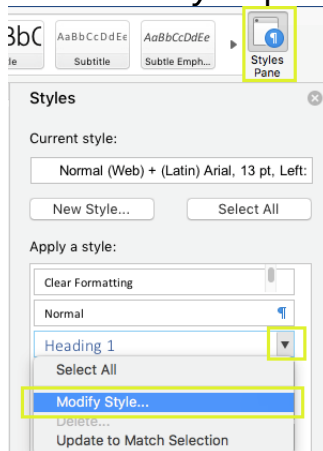 AaBbCcDdEe
AaBbCcDdEe
Subtitle
Subtle Emph...
Styles
Pane
Styles
Current style:
Normal (Web) + (Latin) Arial, 13 pt, Left:
New Style...
Select All
Apply a style:
Clear Formatting
Normal
¶
Heading 1
Select All
Modify Style...
Delete...
Update to Match Selection